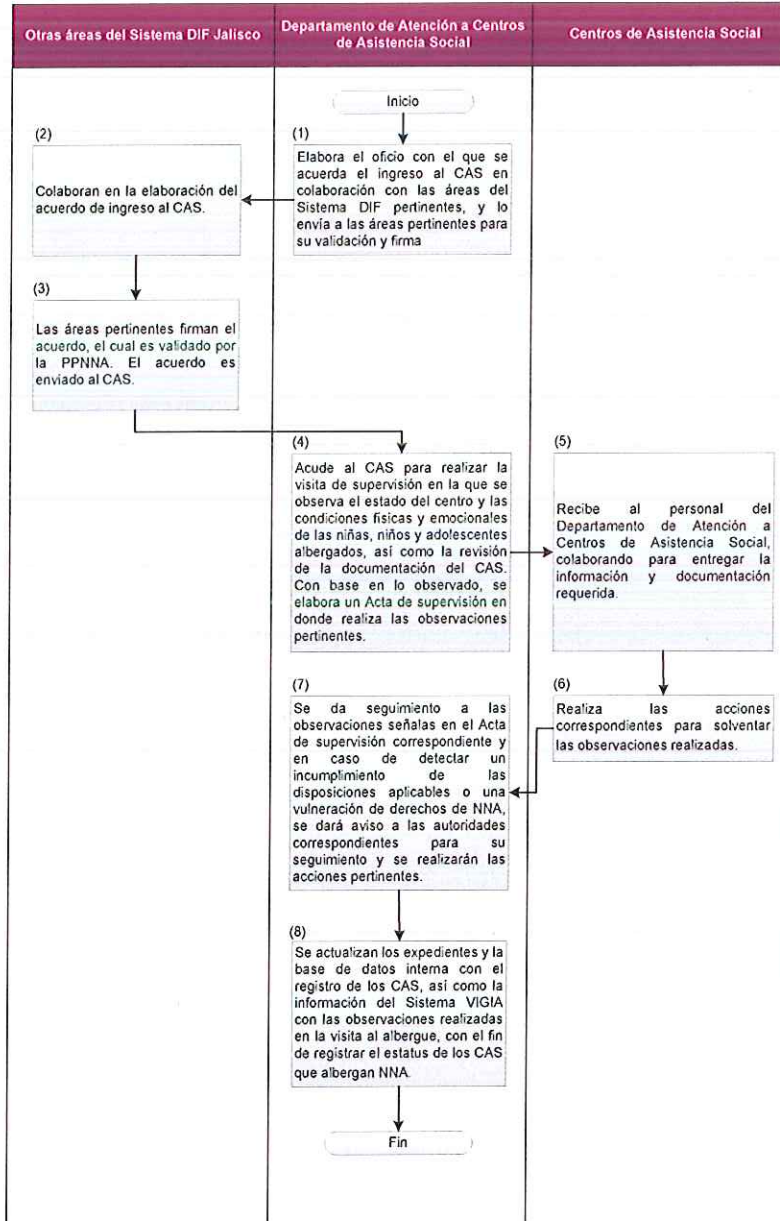 Otras áreas del Sistema DIF Jalisco
Departamento de Atención a Centros
de Asistencia Social
Centros de Asistencia Social
Inicio
(1)
Elabora el oficio con el que se
acuerda el ingreso al CAS en
colaboración con las áreas del
Sistema DIF pertinentes, y lo
envía a las áreas pertinentes para
su validación y firma
(2)
Colaboran en la elaboración del
acuerdo de ingreso al CAS.
(3)
Las áreas pertinentes firman el
acuerdo, el cual es validado por
la PPNNA. El acuerdo es
enviado al CAS.
(4)
Acude al CAS para realizar la
visita de supervisión en la que se
observa el estado del centro y las
condiciones físicas y emocionales
de las niñas, niños y adolescentes
albergados, así como la revisión
de la documentación del CAS.
Con base en lo observado, se
elabora un Acta de supervisión en
donde realiza las observaciones
pertinentes.
(5)
Recibe al personal del
Departamento de Atención a
Centros de Asistencia Social,
colaborando para entregar la
información y documentación
requerida.
(6)
Realiza las acciones
correspondientes para solventar
las observaciones realizadas.
(7)
Se da seguimiento a las
observaciones señalas en el Acta
de supervisión correspondiente y
en caso de detectar un
incumplimiento de las
disposiciones aplicables o una
vulneración de derechos de NNA,
se dará aviso a las autoridades
correspondientes para su
seguimiento y se realizarán las
acciones pertinentes.
(8)
Se actualizan los expedientes y la
base de datos interna con el
registro de los CAS, así como la
información del Sistema VIGIA
con las observaciones realizadas
en la visita al albergue, con el fin
de registrar el estatus de los CAS
que albergan NNA.
Fin